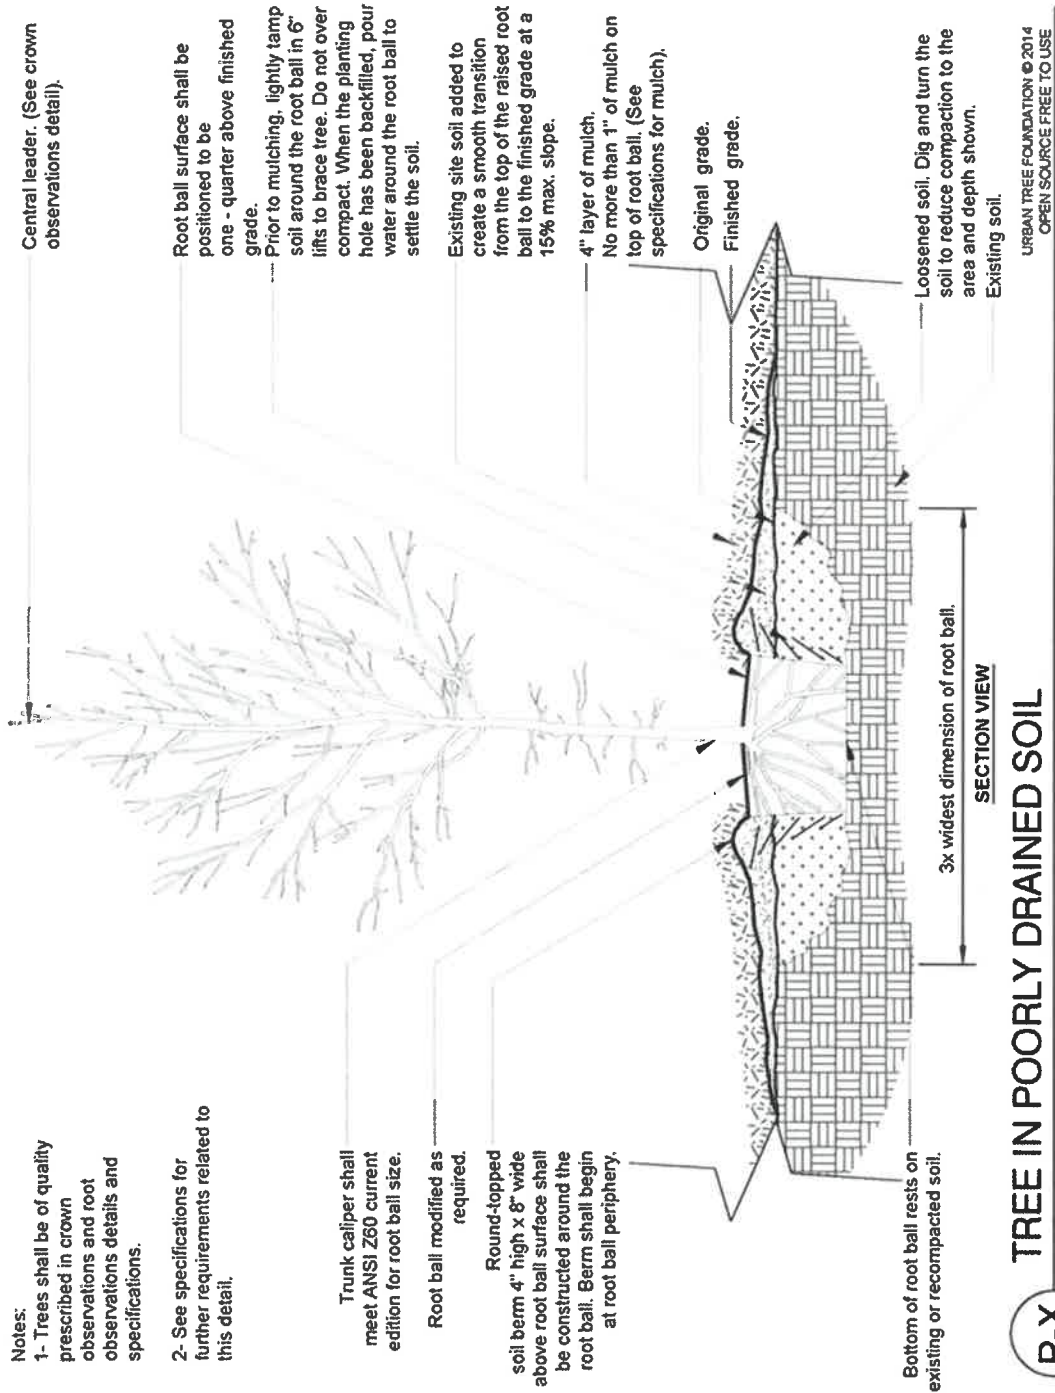 Notes:
1- Trees shall be of quality
prescribed in crown
observations and root
observations details and
specifications.
2- See specifications for
further requirements related to
this detail.
Trunk caliper shall
meet ANSI Z60 current
edition for root ball size.
Root ball modified as
required.
Round-topped
soil berm 4" high x 8" wide
above root ball surface shall
be constructed around the
root ball. Berm shall begin
at root ball periphery.
Bottom of root ball rests on
existing or recompacted soil.
Central leader. (See crown
observations detail).
Root ball surface shall be
positioned to be
one - quarter above finished
grade.
Prior to mulching, lightly tamp
soil around the root ball in 6"
lifts to brace tree. Do not over
compact. When the planting
hole has been backfilled, pour
water around the root ball to
settle the soil.
Existing site soil added to
create a smooth transition
from the top of the raised root
ball to the finished grade at a
15% max. slope.
4" layer of mulch.
No more than 1" of mulch on
top of root ball. (See
specifications for mulch).
Original grade.
Finished grade.
Loosened soil. Dig and turn the
soil to reduce compaction to the
area and depth shown.
Existing soil.
3x widest dimension of root ball.
SECTION VIEW
P-X
TREE IN POORLY DRAINED SOIL
URBAN TREE FOUNDATION © 2014
OPEN SOURCE FREE TO USE